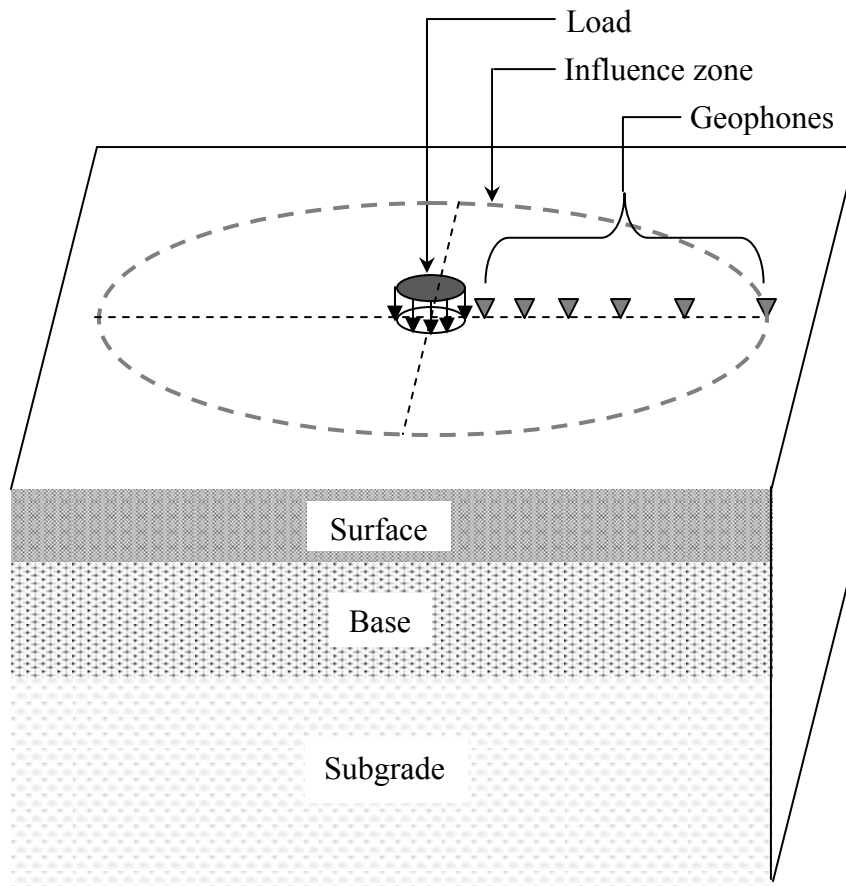 Load
Influence zone
Geophones
Surface
Base
Subgrade